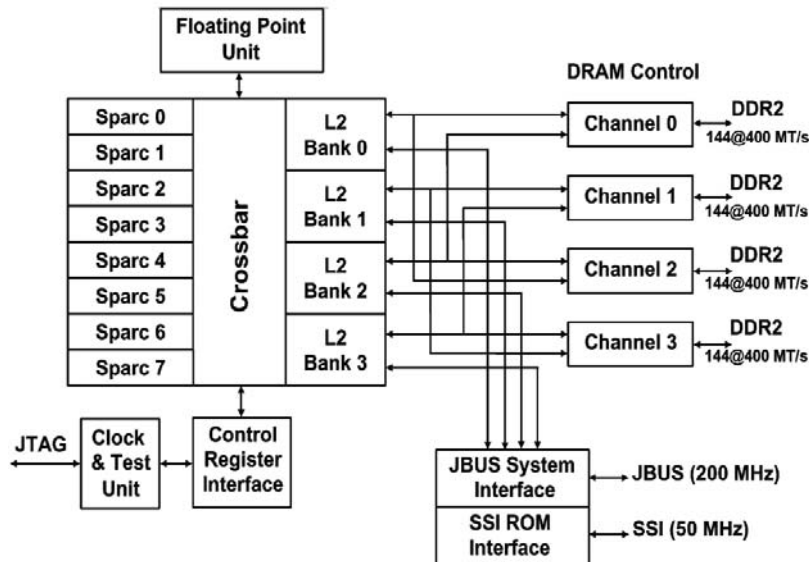 Floating Point
Unit
DRAM Control
Sparc 0
Sparc 1
Sparc 2
Sparc 3
Sparc 4
Sparc 5
Sparc 6
Sparc 7
Crossbar
L2
Bank 0
L2
Bank 1
L2
Bank 2
L2
Bank 3
Channel 0
DDR2
144@400 MT/s
Channel 1
DDR2
144@400 MT/s
Channel 2
DDR2
144@400 MT/s
Channel 3
DDR2
144@400 MT/s
JTAG
Clock
& Test
Unit
Control
Register
Interface
JBUS System
Interface
JBUS (200 MHz)
SSI ROM
Interface
SSI (50 MHz)